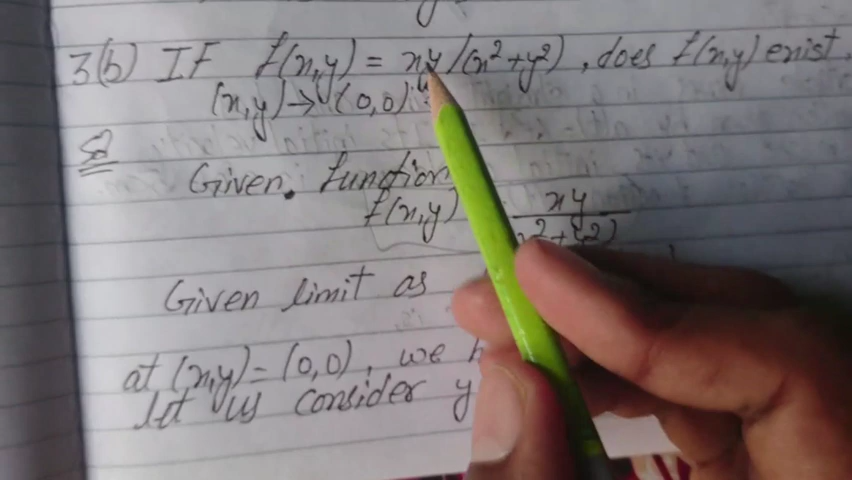 3(b) IF f(x,y) = xy/(x²+y²), does f(x,y) exist.
(x,y) → (0,0)
Given. function
f(x,y) xy
Given limit as
at (x,y) = (0,0), we
let us consider y